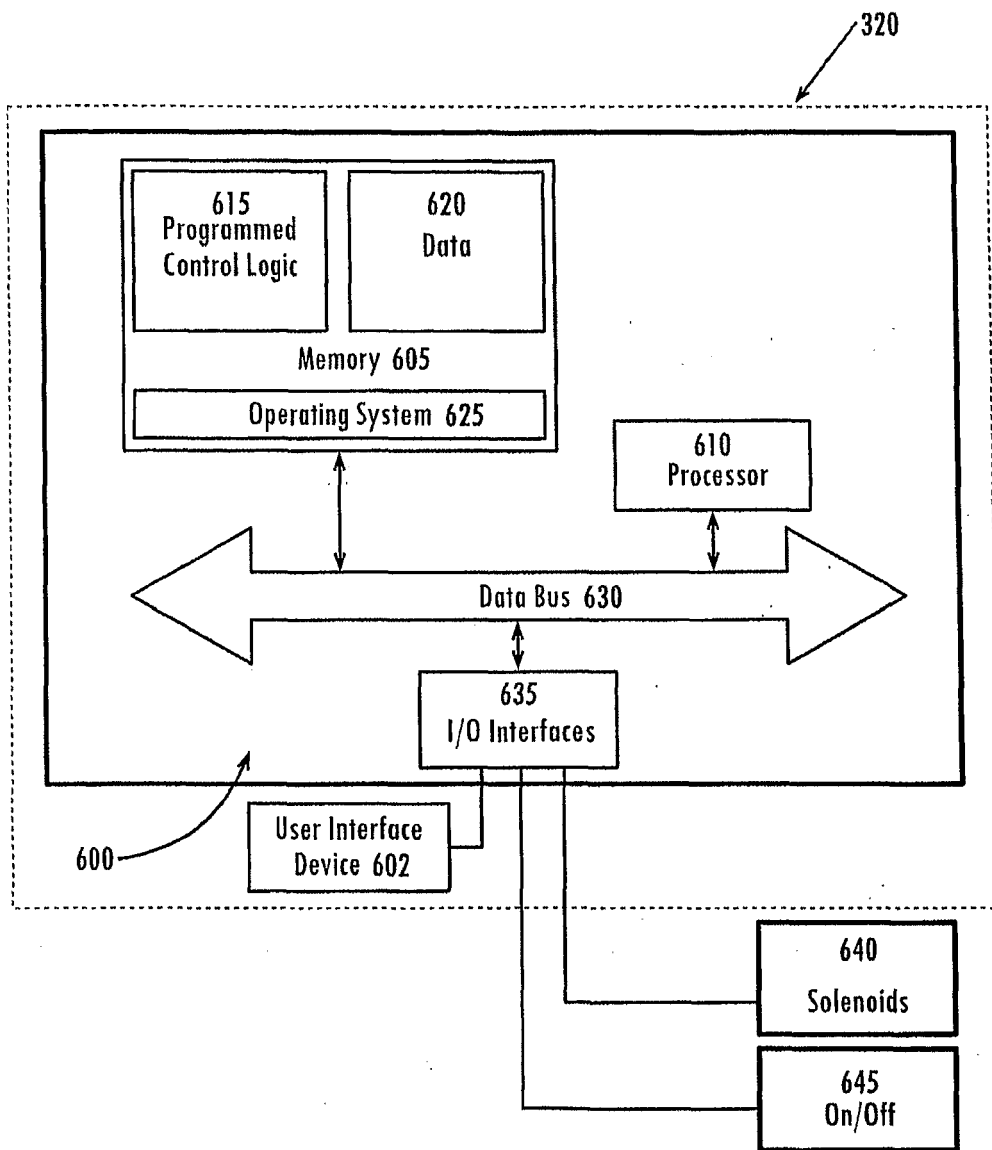 320
615
Programmed
Control Logic
620
Data
Memory 605
Operating System 625
610
Processor
Data Bus 630
635
I/O Interfaces
User Interface
Device 602
600
640
Solenoids
645
On/Off